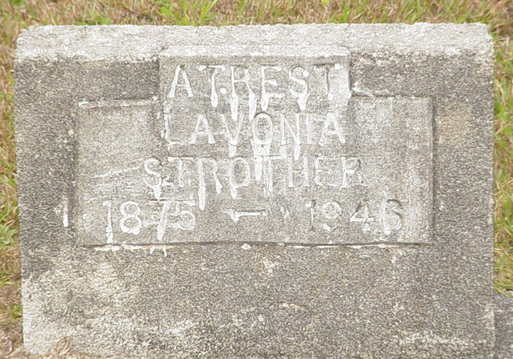 AT REST
LAVONIA
STROTHER
1875 — 1946